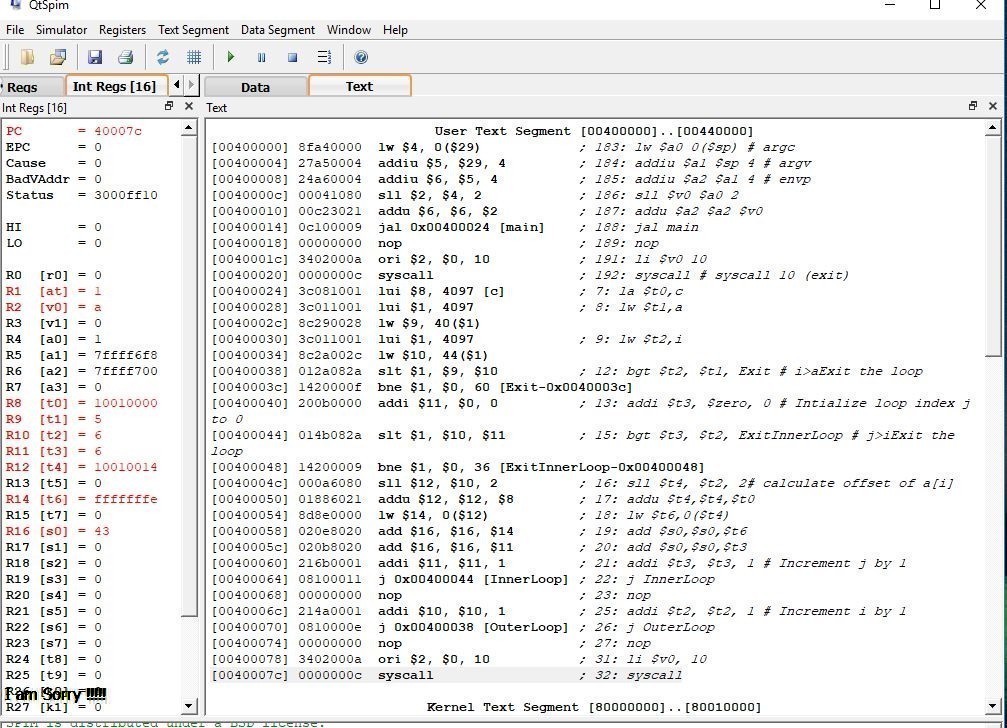 QtSpim
File Simulator Registers Text Segment Data Segment Window Help
Regs Int Regs [16] Data Text
Int Regs [16] Text
PC = 40007c
EPC = 0
Cause = 0
BadVAddr = 0
Status = 3000ff10
HI = 0
LO = 0
R0 [r0] = 0
R1 [at] = 1
R2 [v0] = a
R3 [v1] = 0
R4 [a0] = 1
R5 [a1] = 7ffff6f8
R6 [a2] = 7ffff700
R7 [a3] = 0
R8 [t0] = 10010000
R9 [t1] = 5
R10 [t2] = 6
R11 [t3] = 6
R12 [t4] = 10010014
R13 [t5] = 0
R14 [t6] = fffffffe
R15 [t7] = 0
R16 [s0] = 43
R17 [s1] = 0
R18 [s2] = 0
R19 [s3] = 0
R20 [s4] = 0
R21 [s5] = 0
R22 [s6] = 0
R23 [s7] = 0
R24 [t8] = 0
R25 [t9] = 0
I am Sorry !!!!!
R27 [k1] = 0
User Text Segment [00400000]..[00440000]
[00400000] 8fa40000 lw $4, 0($29) ; 183: lw $a0 0($sp) # argc
[00400004] 27a50004 addiu $5, $29, 4 ; 184: addiu $a1 $sp 4 # argv
[00400008] 24a60004 addiu $6, $5, 4 ; 185: addiu $a2 $a1 4 # envp
[0040000c] 00041080 sll $2, $4, 2 ; 186: sll $v0 $a0 2
[00400010] 00c23021 addu $6, $6, $2 ; 187: addu $a2 $a2 $v0
[00400014] 0c100009 jal 0x00400024 [main] ; 188: jal main
[00400018] 00000000 nop ; 189: nop
[0040001c] 3402000a ori $2, $0, 10 ; 191: li $v0 10
[00400020] 0000000c syscall ; 192: syscall # syscall 10 (exit)
[00400024] 3c081001 lui $8, 4097 [c] ; 7: la $t0,c
[00400028] 3c011001 lui $1, 4097 ; 8: lw $t1,a
[0040002c] 8c290028 lw $9, 40($1)
[00400030] 3c011001 lui $1, 4097 ; 9: lw $t2,i
[00400034] 8c2a002c lw $10, 44($1)
[00400038] 012a082a slt $1, $9, $10 ; 12: bgt $t2, $t1, Exit # i>aExit the loop
[0040003c] 1420000f bne $1, $0, 60 [Exit-0x0040003c]
[00400040] 200b0000 addi $11, $0, 0 ; 13: addi $t3, $zero, 0 # Intialize loop index j
to 0
[00400044] 014b082a slt $1, $10, $11 ; 15: bgt $t3, $t2, ExitInnerLoop # j>iExit the
loop
[00400048] 14200009 bne $1, $0, 36 [ExitInnerLoop-0x00400048]
[0040004c] 000a6080 sll $12, $10, 2 ; 16: sll $t4, $t2, 2# calculate offset of a[i]
[00400050] 01886021 addu $12, $12, $8 ; 17: addu $t4,$t4,$t0
[00400054] 8d8e0000 lw $14, 0($12) ; 18: lw $t6,0($t4)
[00400058] 020e8020 add $16, $16, $14 ; 19: add $s0,$s0,$t6
[0040005c] 020b8020 add $16, $16, $11 ; 20: add $s0,$s0,$t3
[00400060] 216b0001 addi $11, $11, 1 ; 21: addi $t3, $t3, 1 # Increment j by 1
[00400064] 08100011 j 0x00400044 [InnerLoop] ; 22: j InnerLoop
[00400068] 00000000 nop ; 23: nop
[0040006c] 214a0001 addi $10, $10, 1 ; 25: addi $t2, $t2, 1 # Increment i by 1
[00400070] 0810000e j 0x00400038 [OuterLoop] ; 26: j OuterLoop
[00400074] 00000000 nop ; 27: nop
[00400078] 3402000a ori $2, $0, 10 ; 31: li $v0, 10
[0040007c] 0000000c syscall ; 32: syscall
Kernel Text Segment [80000000]..[80010000]
SPIM is distributed under a BSD license.